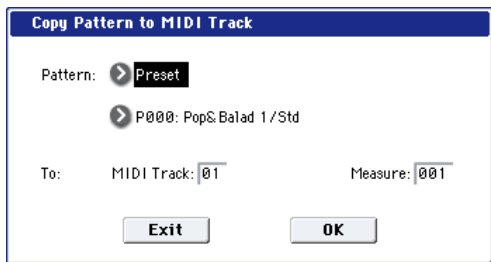 Copy Pattern to MIDI Track
Pattern: Preset
P000: Pop&Balad 1/Std
To: MIDI Track: 01 Measure: 001
Exit OK